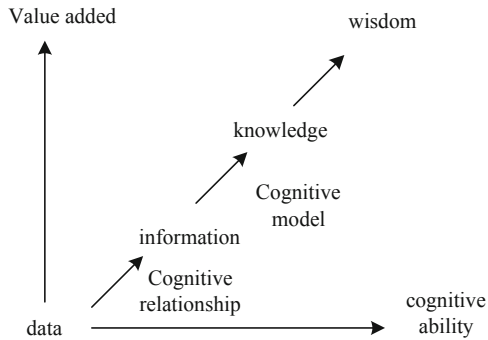 Value added
wisdom
knowledge
Cognitive
model
information
Cognitive
relationship
cognitive
ability
data